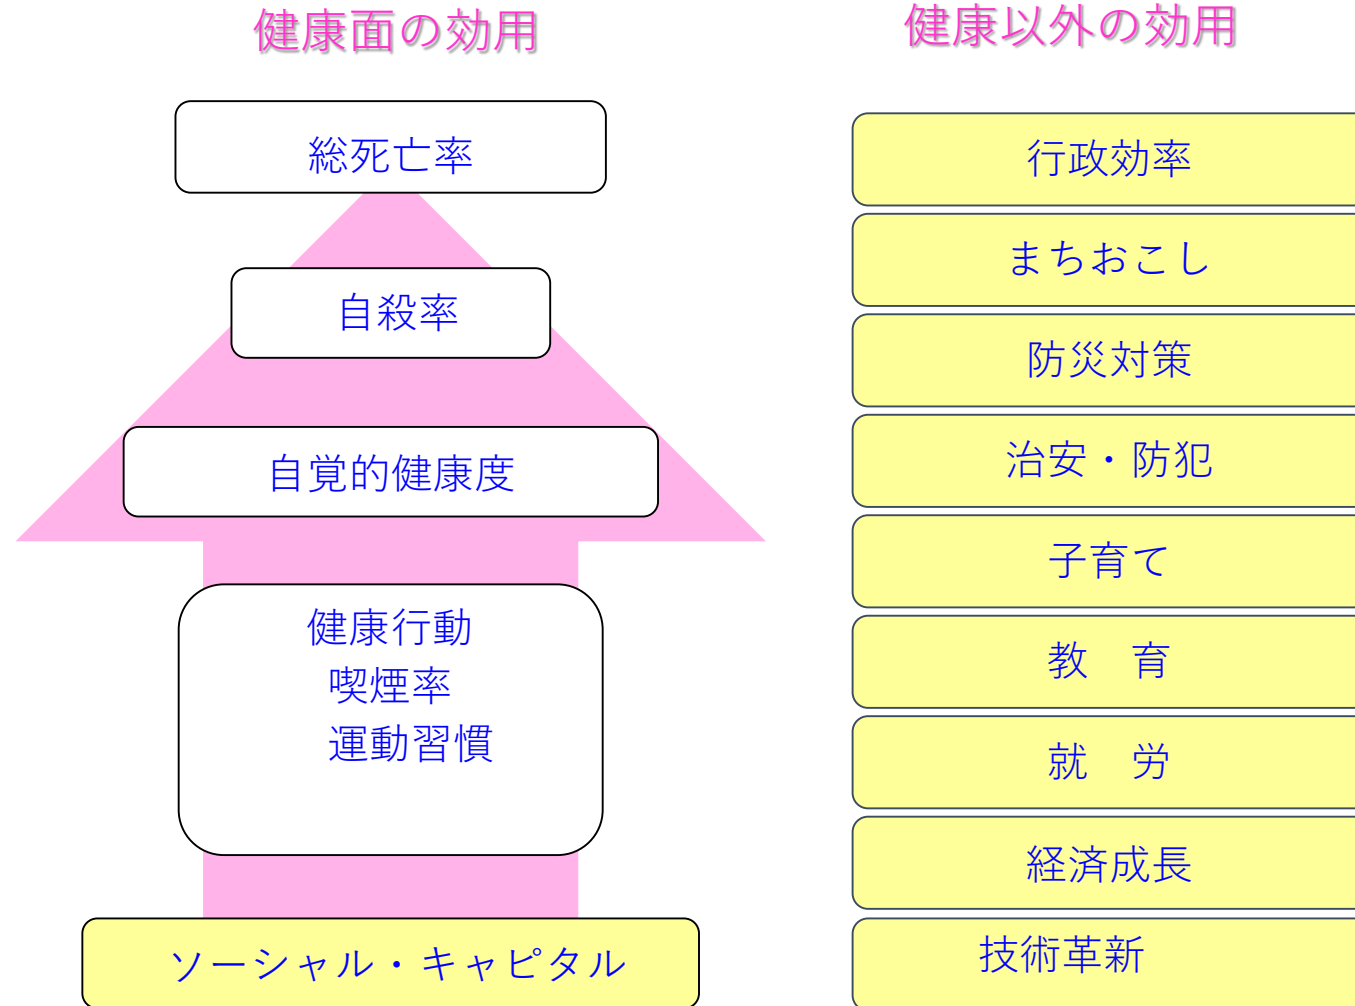 健康面の効用
総死亡率
自殺率
自覚的健康度
健康行動
喫煙率
運動習慣
ソーシャル・キャピタル
健康以外の効用
行政効率
まちおこし
防災対策
治安・防犯
子育て
教　育
就　労
経済成長
技術革新